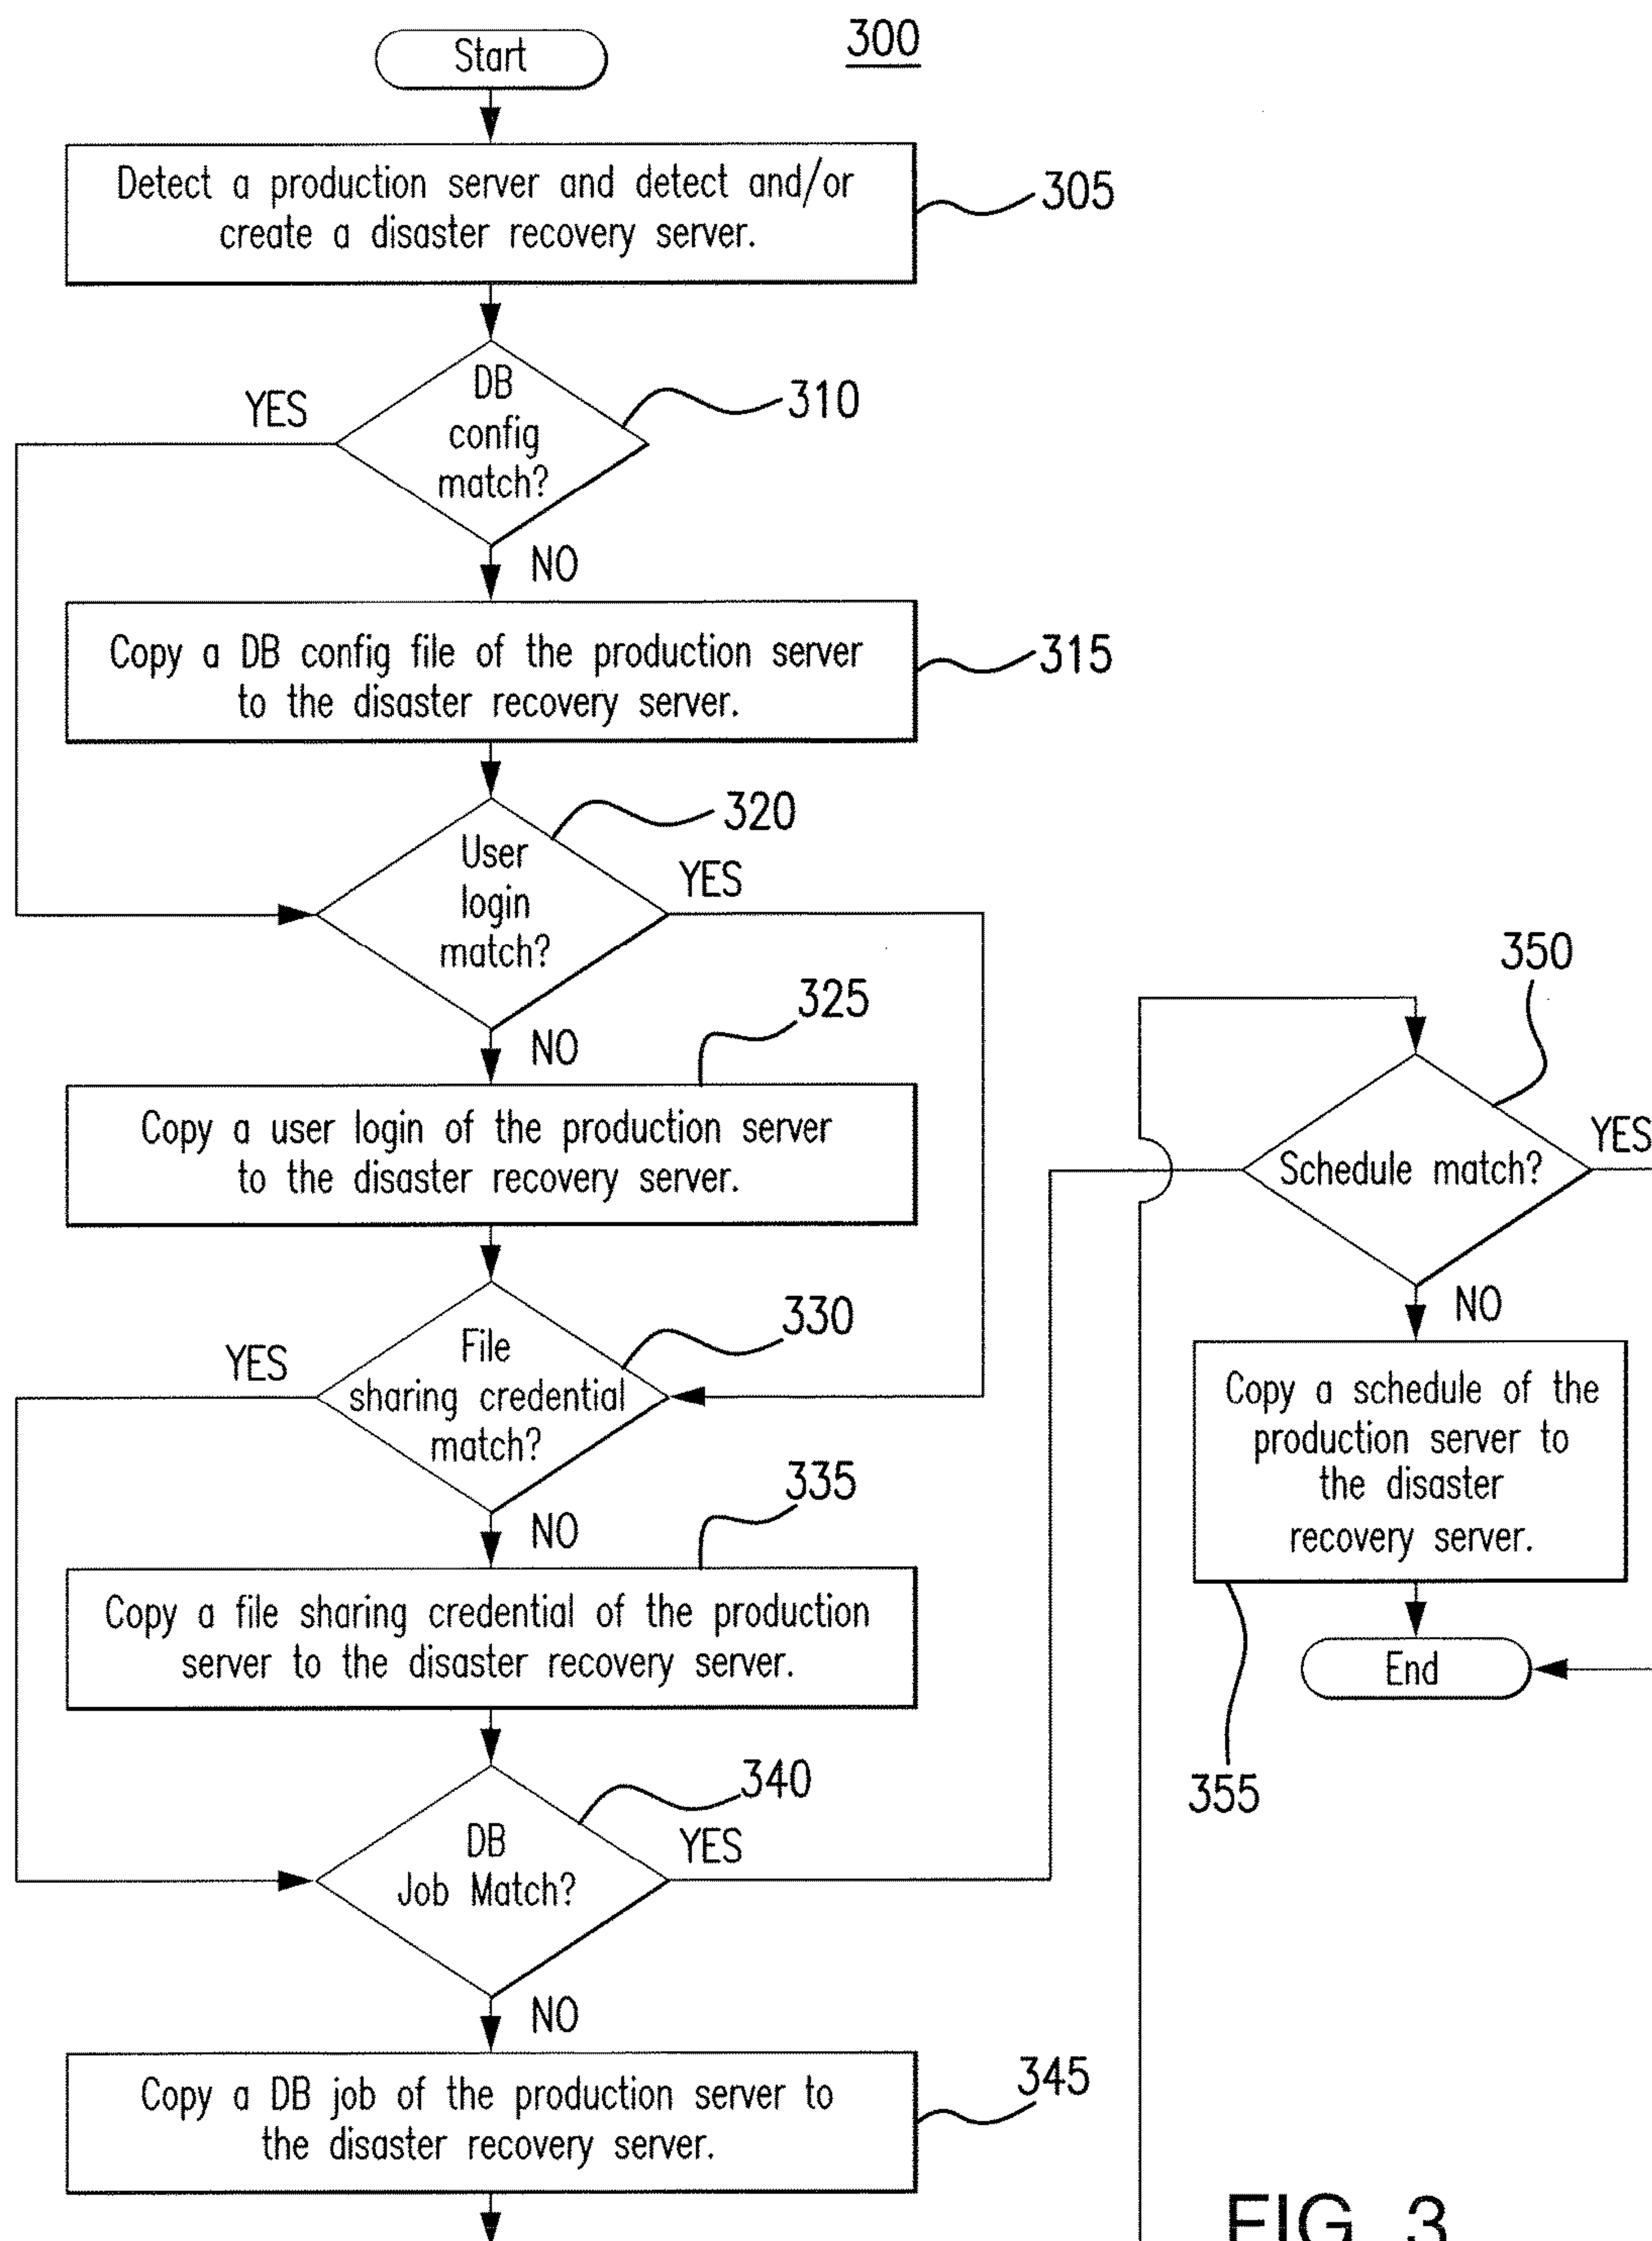 300
Start
Detect a production server and detect and/or
create a disaster recovery server.
305
DB
config
match?
310
YES
NO
Copy a DB config file of the production server
to the disaster recovery server.
315
User
login
match?
320
YES
NO
325
Copy a user login of the production server
to the disaster recovery server.
File
sharing credential
match?
330
YES
NO
335
Copy a file sharing credential of the production
server to the disaster recovery server.
DB
Job Match?
340
YES
NO
Copy a DB job of the production server to
the disaster recovery server.
345
350
Schedule match?
YES
NO
Copy a schedule of the
production server to
the disaster
recovery server.
355
End
FIG. 3